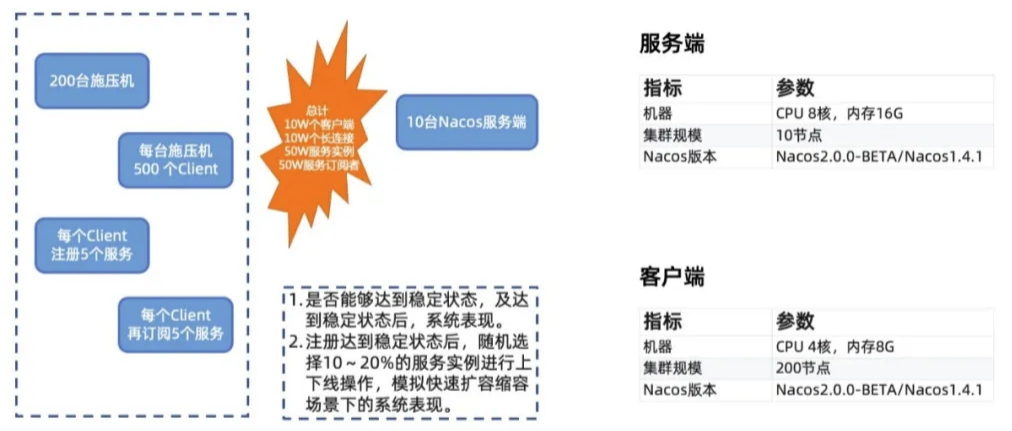 200台施压机
每台施压机
500 个Client
每个Client
注册5个服务
每个Client
再订阅5个服务
总计
10W个客户端
10W个长连接
50W服务实例
50W服务订阅者
10台Nacos服务端
1. 是否能够达到稳定状态，及达
到稳定状态后，系统表现。
2. 注册达到稳定状态后，随机选
择10～20%的服务实例进行上
下线操作，模拟快速扩容缩容
场景下的系统表现。
服务端
指标 参数
机器 CPU 8核，内存16G
集群规模 10节点
Nacos版本 Nacos2.0.0-BETA/Nacos1.4.1
客户端
指标 参数
机器 CPU 4核，内存8G
集群规模 200节点
Nacos版本 Nacos2.0.0-BETA/Nacos1.4.1